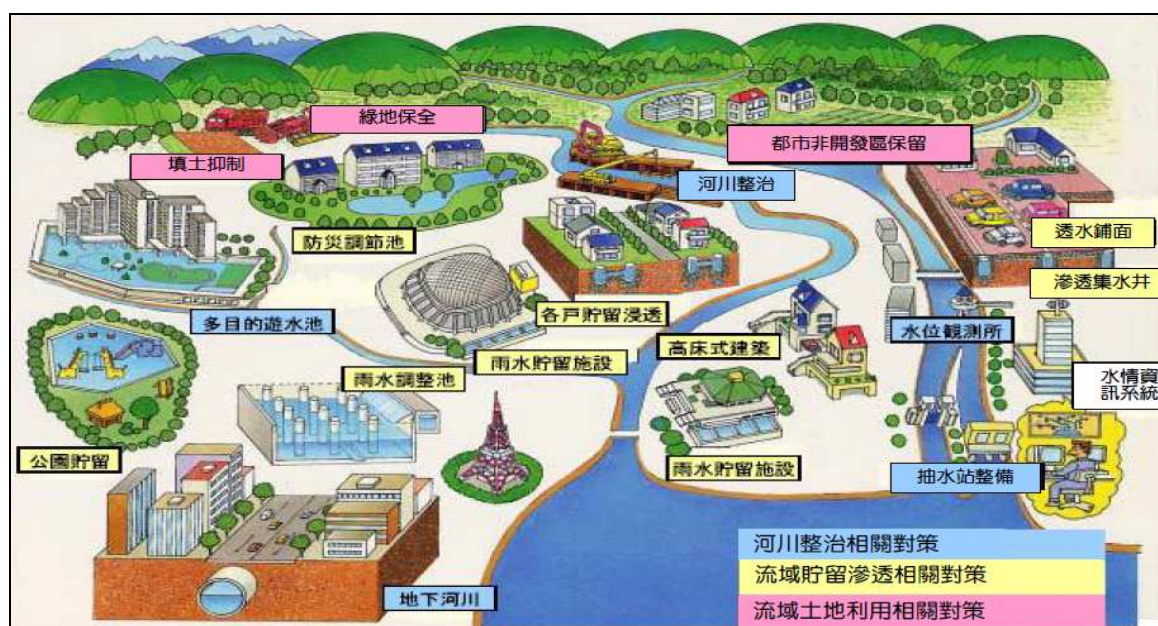 綠地保全
填土抑制
都市非開發區保留
河川整治
防災調節池
透水鋪面
滲透集水井
各戸貯留浸透
多目的遊水池
水位観測所
高床式建築
雨水貯留施設
雨水調整池
水情資
訊系統
公園貯留
雨水貯留施設
抽水站整備
地下河川
河川整治相關對策
流域貯留滲透相關對策
流域土地利用相關對策